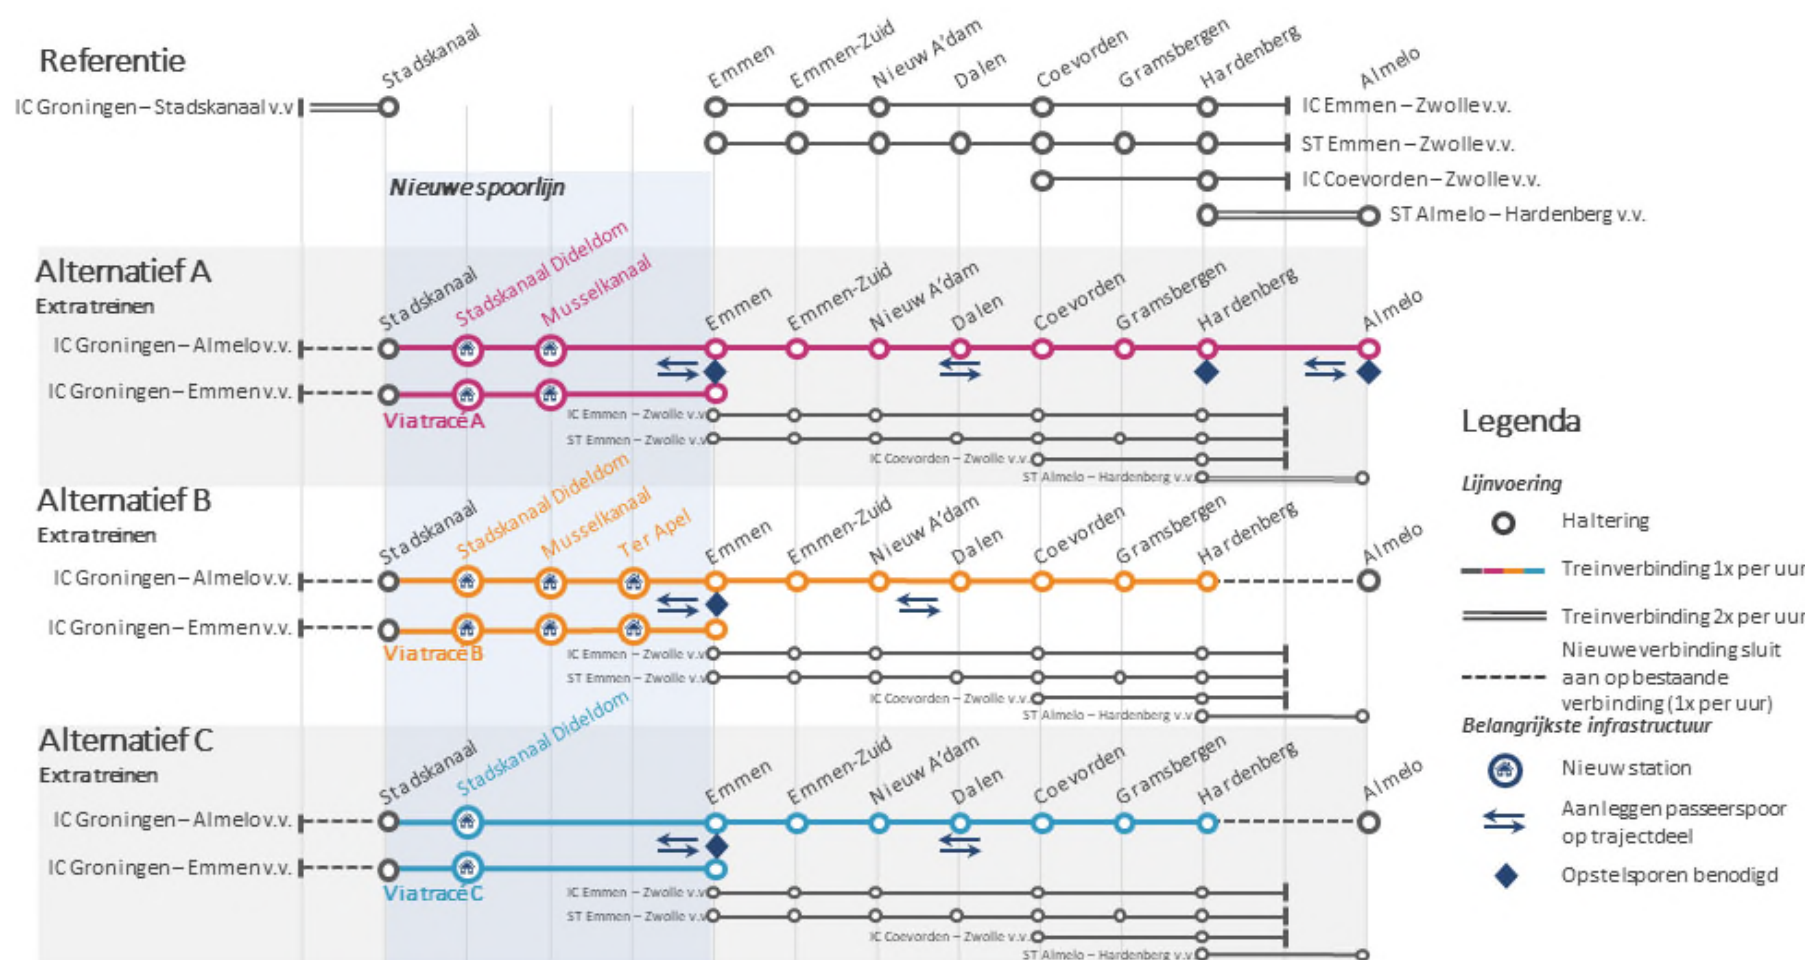 Referentie
Stadskanaal
Emmen
Emmen-Zuid
Nieuw A'dam
Dalen
Coevorden
Gramsbergen
Hardenberg
Almelo
IC Groningen – Stadskanaal v.v
IC Emmen – Zwolle v.v.
ST Emmen – Zwolle v.v.
IC Coevorden – Zwolle v.v.
ST Almelo – Hardenberg v.v.
Nieuwe spoorlijn
Alternatief A
Extra treinen
Stadskanaal
Stadskanaal Dideldom
Musselkanaal
Emmen
Emmen-Zuid
Nieuw A'dam
Dalen
Coevorden
Gramsbergen
Hardenberg
Almelo
IC Groningen – Almelo v.v.
IC Groningen – Emmen v.v.
Via tracé A
IC Emmen – Zwolle v.v
ST Emmen – Zwolle v.v.
IC Coevorden – Zwolle v.v.
ST Almelo – Hardenberg v.v.
Alternatief B
Extra treinen
Stadskanaal
Stadskanaal Dideldom
Musselkanaal
Ter Apel
Emmen
Emmen-Zuid
Nieuw A'dam
Dalen
Coevorden
Gramsbergen
Hardenberg
Almelo
IC Groningen – Almelo v.v.
IC Groningen – Emmen v.v.
Via tracé B
IC Emmen – Zwolle v.v
ST Emmen – Zwolle v.v.
IC Coevorden – Zwolle v.v.
ST Almelo – Hardenberg v.v
Alternatief C
Extra treinen
Stadskanaal
Stadskanaal Dideldom
Emmen
Emmen-Zuid
Nieuw A'dam
Dalen
Coevorden
Gramsbergen
Hardenberg
Almelo
IC Groningen – Almelo v.v.
IC Groningen – Emmen v.v.
Via tracé C
IC Emmen – Zwolle v.v
ST Emmen – Zwolle v.v
IC Coevorden – Zwolle v.v.
ST Almelo – Hardenberg v.v
Legenda
Lijnvoering
Haltering
Treinverbinding 1x per uur
Treinverbinding 2x per uur
Nieuwe verbinding sluit
aan op bestaande
verbinding (1x per uur)
Belangrijkste infrastructuur
Nieuw station
Aanleggen passeerspoor
op trajectdeel
Opstelsporen benodigd